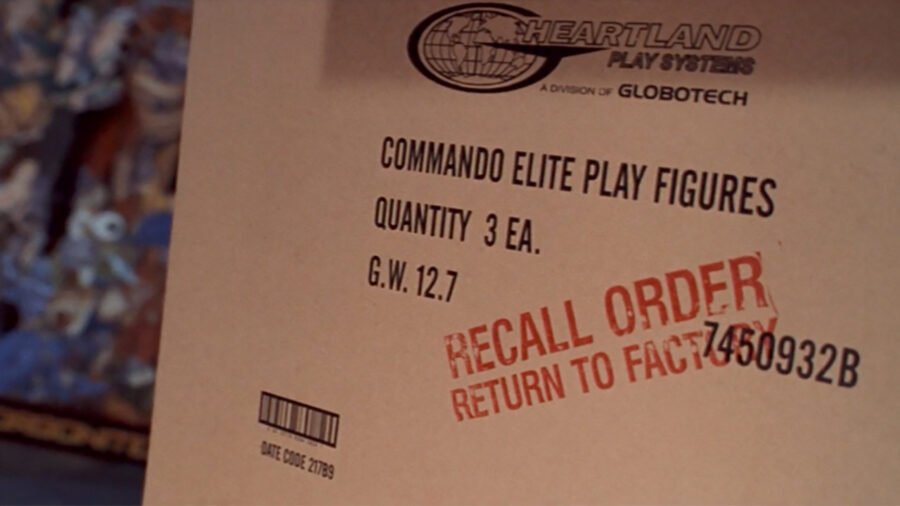 HEARTLAND
PLAY SYSTEMS
A DIVISION OF GLOBOTECH
COMMANDO ELITE PLAY FIGURES
QUANTITY 3 EA.
G.W. 12.7
RECALL ORDER
RETURN TO FACTORY
7450932B
DATE CODE 217B9